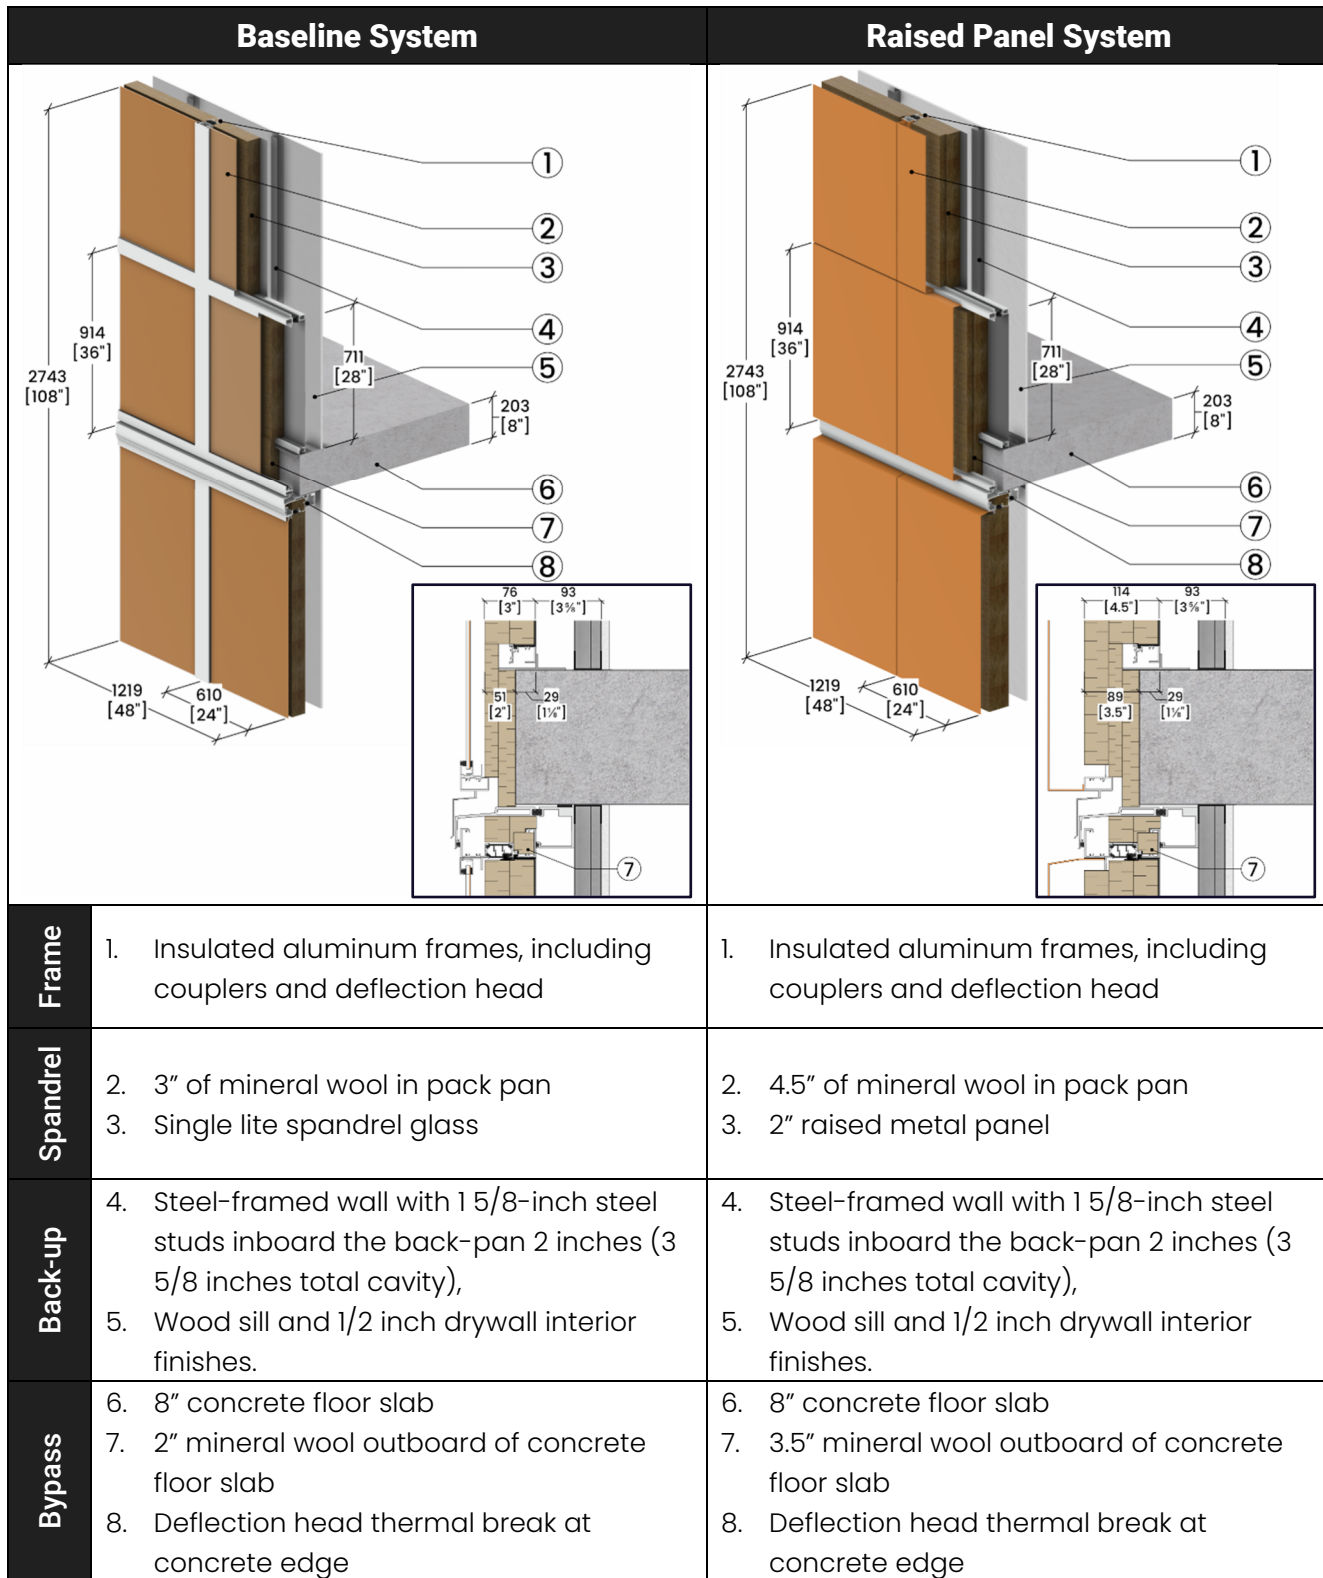 Baseline System
Raised Panel System
1
2
3
4
5
6
7
8
914
[36"]
2743
[108"]
711
[28"]
203
[8"]
1219
[48"]
610
[24"]
76
[3"]
93
[3⅝"]
51
[2"]
29
[1⅛"]
7
1
2
3
4
5
6
7
8
914
[36"]
2743
[108"]
711
[28"]
203
[8"]
1219
[48"]
610
[24"]
114
[4.5"]
93
[3⅝"]
89
[3.5"]
29
[1⅛"]
7
Frame
1. Insulated aluminum frames, including
couplers and deflection head
1. Insulated aluminum frames, including
couplers and deflection head
Spandrel
2. 3” of mineral wool in pack pan
3. Single lite spandrel glass
2. 4.5” of mineral wool in pack pan
3. 2” raised metal panel
Back-up
4. Steel-framed wall with 1 5/8-inch steel
studs inboard the back-pan 2 inches (3
5/8 inches total cavity),
5. Wood sill and 1/2 inch drywall interior
finishes.
4. Steel-framed wall with 1 5/8-inch steel
studs inboard the back-pan 2 inches (3
5/8 inches total cavity),
5. Wood sill and 1/2 inch drywall interior
finishes.
Bypass
6. 8” concrete floor slab
7. 2” mineral wool outboard of concrete
floor slab
8. Deflection head thermal break at
concrete edge
6. 8” concrete floor slab
7. 3.5” mineral wool outboard of concrete
floor slab
8. Deflection head thermal break at
concrete edge